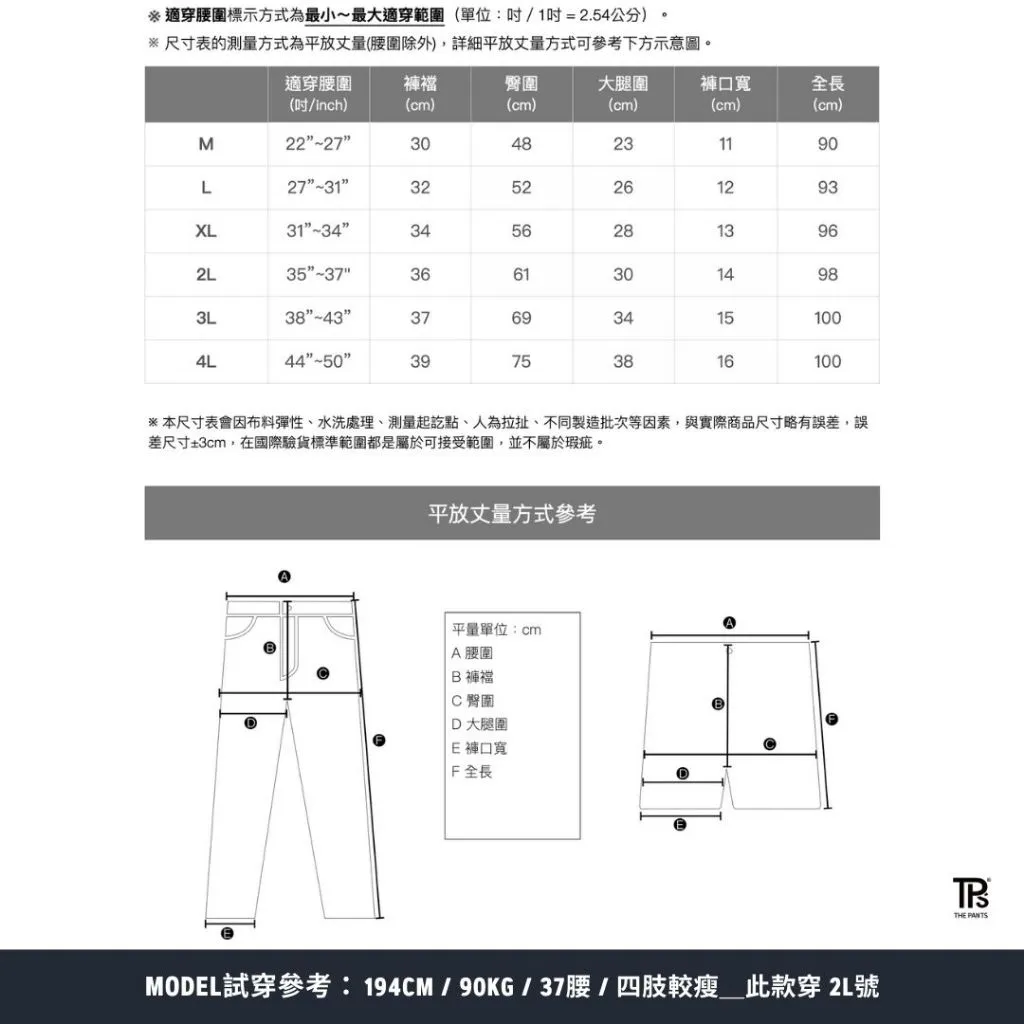 ※ 適穿腰圍標示方式為最小～最大適穿範圍（單位：吋 / 1吋 = 2.54公分）。
※ 尺寸表的測量方式為平放丈量(腰圍除外)，詳細平放丈量方式可參考下方示意圖。
適穿腰圍 褲襠 臀圍 大腿圍 褲口寬 全長
(吋/inch) (cm) (cm) (cm) (cm) (cm)
M 22”~27” 30 48 23 11 90
L 27”~31” 32 52 26 12 93
XL 31”~34” 34 56 28 13 96
2L 35”~37" 36 61 30 14 98
3L 38”~43” 37 69 34 15 100
4L 44”~50” 39 75 38 16 100
※ 本尺寸表會因布料彈性、水洗處理、測量起訖點、人為拉扯、不同製造批次等因素，與實際商品尺寸略有誤差，誤
差尺寸±3cm，在國際驗貨標準範圍都是屬於可接受範圍，並不屬於瑕疵。
平放丈量方式參考
A
B
C
D
F
E
平量單位：cm
A 腰圍
B 褲襠
C 臀圍
D 大腿圍
E 褲口寬
F 全長
A
B
F
C
D
E
TPS®
THE PANTS
MODEL試穿參考： 194CM / 90KG / 37腰 / 四肢較瘦__此款穿 2L號